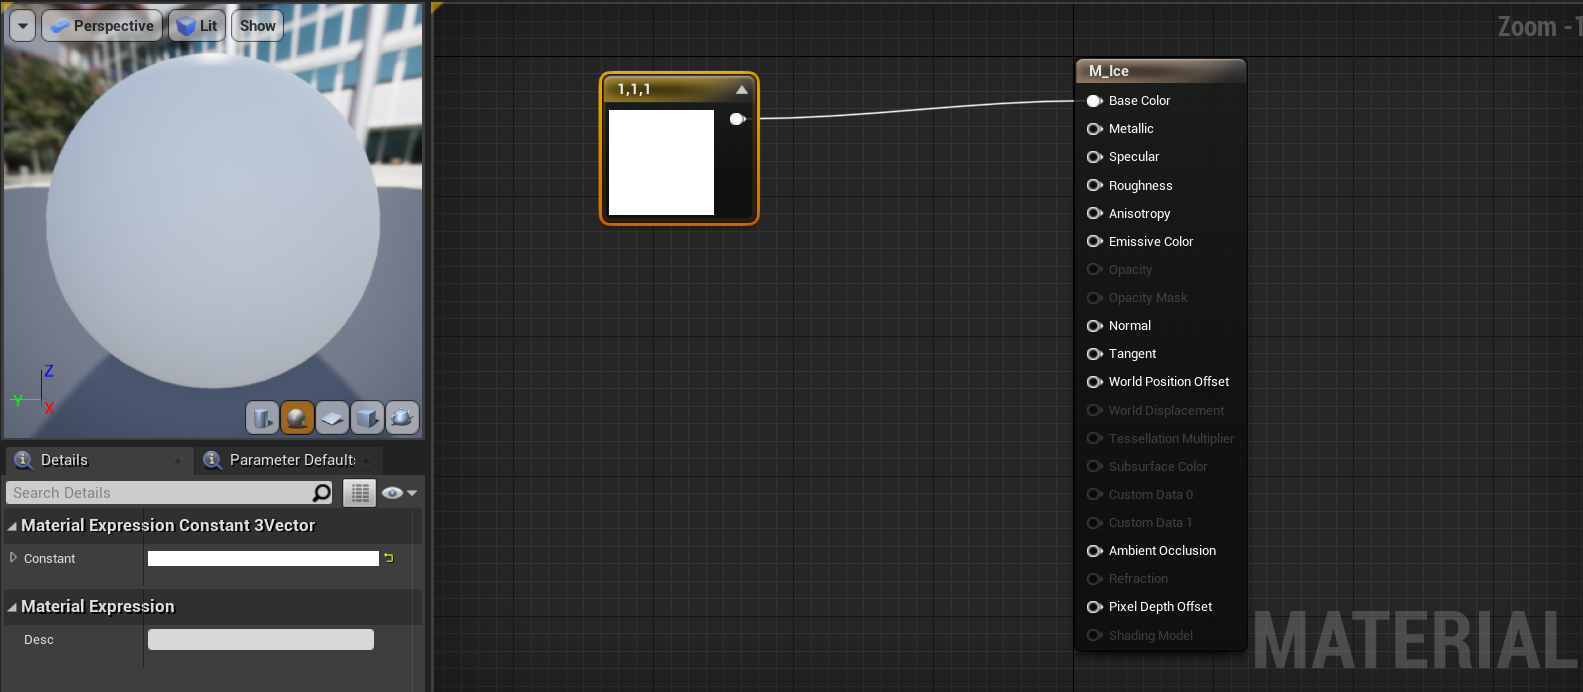 Perspective
Lit
Show
Z
Y
X
Details
Parameter Default
Search Details
Material Expression Constant 3Vector
Constant
Material Expression
Desc
Zoom -1
1,1,1
M_Ice
Base Color
Metallic
Specular
Roughness
Anisotropy
Emissive Color
Opacity
Opacity Mask
Normal
Tangent
World Position Offset
World Displacement
Tessellation Multiplier
Subsurface Color
Custom Data 0
Custom Data 1
Ambient Occlusion
Refraction
Pixel Depth Offset
Shading Model
MATERIAL